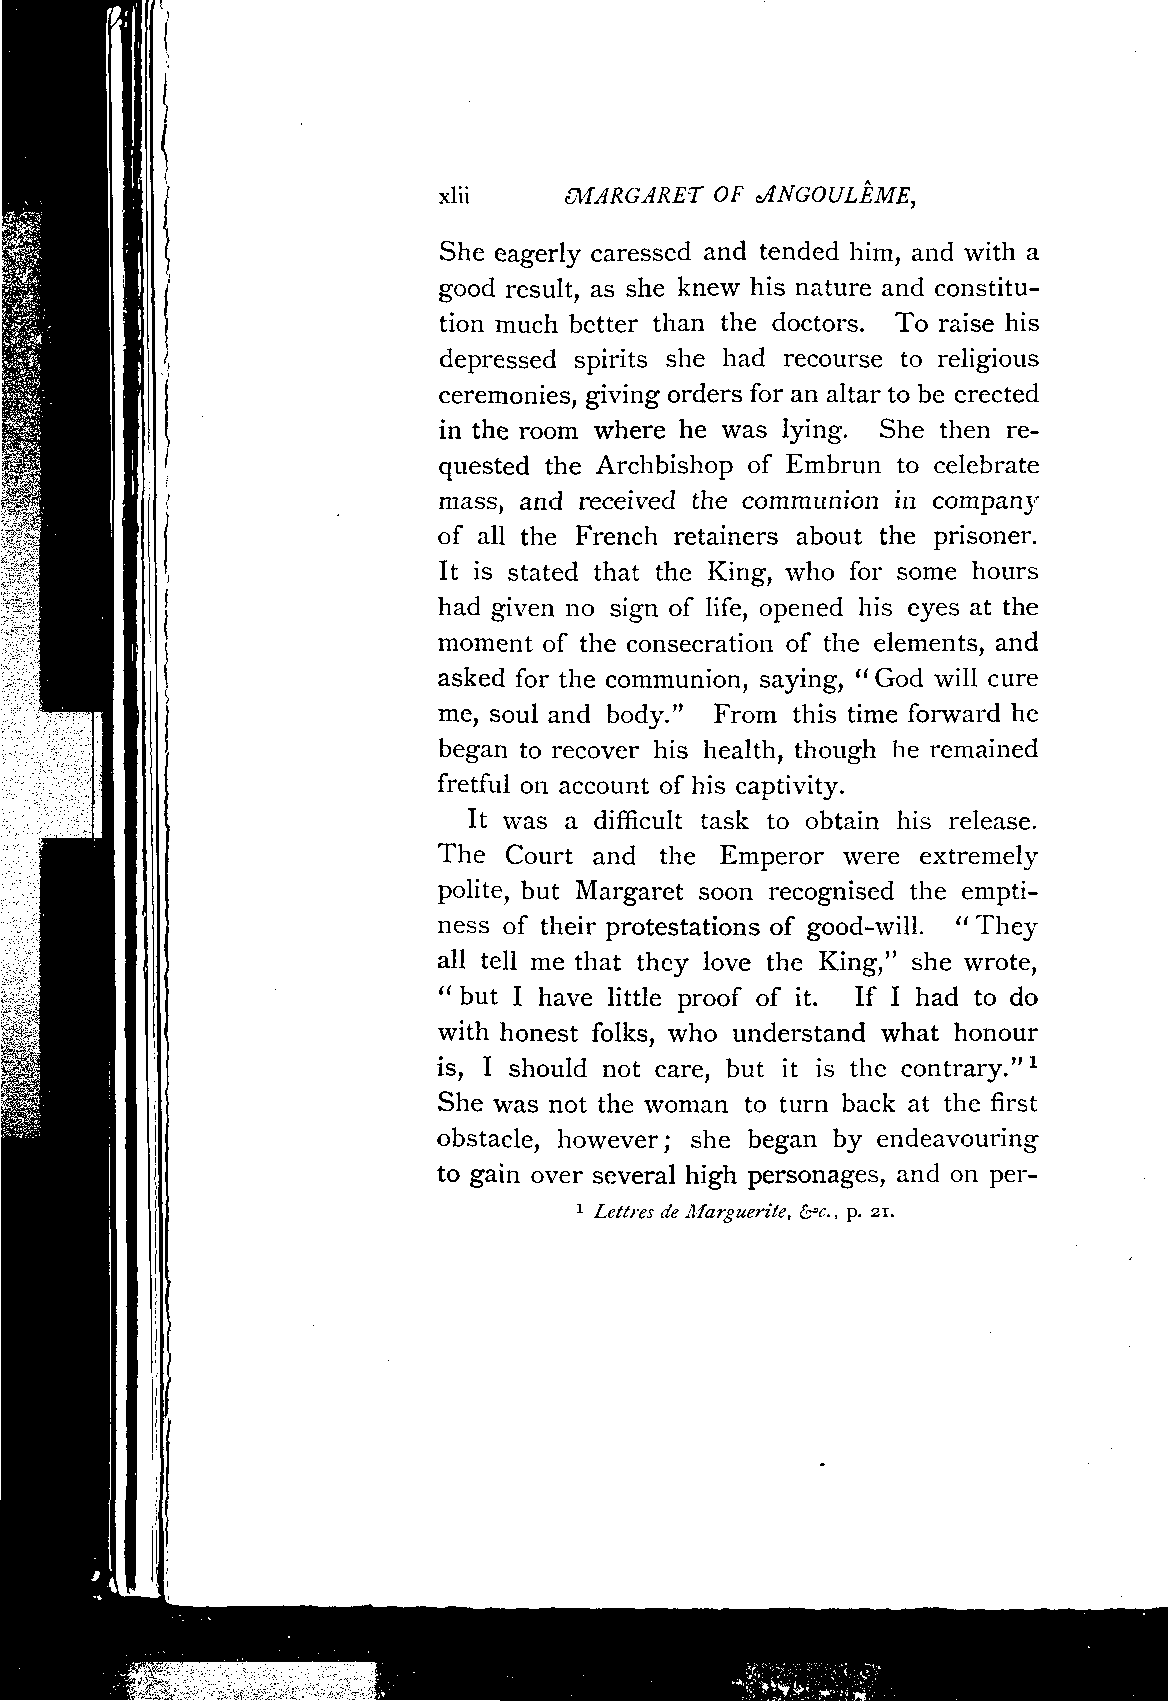 xlii MARGARET OF ANGOULÊME,
She eagerly caressed and tended him, and with a
good result, as she knew his nature and constitu-
tion much better than the doctors. To raise his
depressed spirits she had recourse to religious
ceremonies, giving orders for an altar to be erected
in the room where he was lying. She then re-
quested the Archbishop of Embrun to celebrate
mass, and received the communion in company
of all the French retainers about the prisoner.
It is stated that the King, who for some hours
had given no sign of life, opened his eyes at the
moment of the consecration of the elements, and
asked for the communion, saying, “God will cure
me, soul and body.” From this time forward he
began to recover his health, though he remained
fretful on account of his captivity.
It was a difficult task to obtain his release.
The Court and the Emperor were extremely
polite, but Margaret soon recognised the empti-
ness of their protestations of good-will. “They
all tell me that they love the King,” she wrote,
“but I have little proof of it. If I had to do
with honest folks, who understand what honour
is, I should not care, but it is the contrary.”¹
She was not the woman to turn back at the first
obstacle, however; she began by endeavouring
to gain over several high personages, and on per-
¹ Lettres de Marguerite, &c., p. 21.